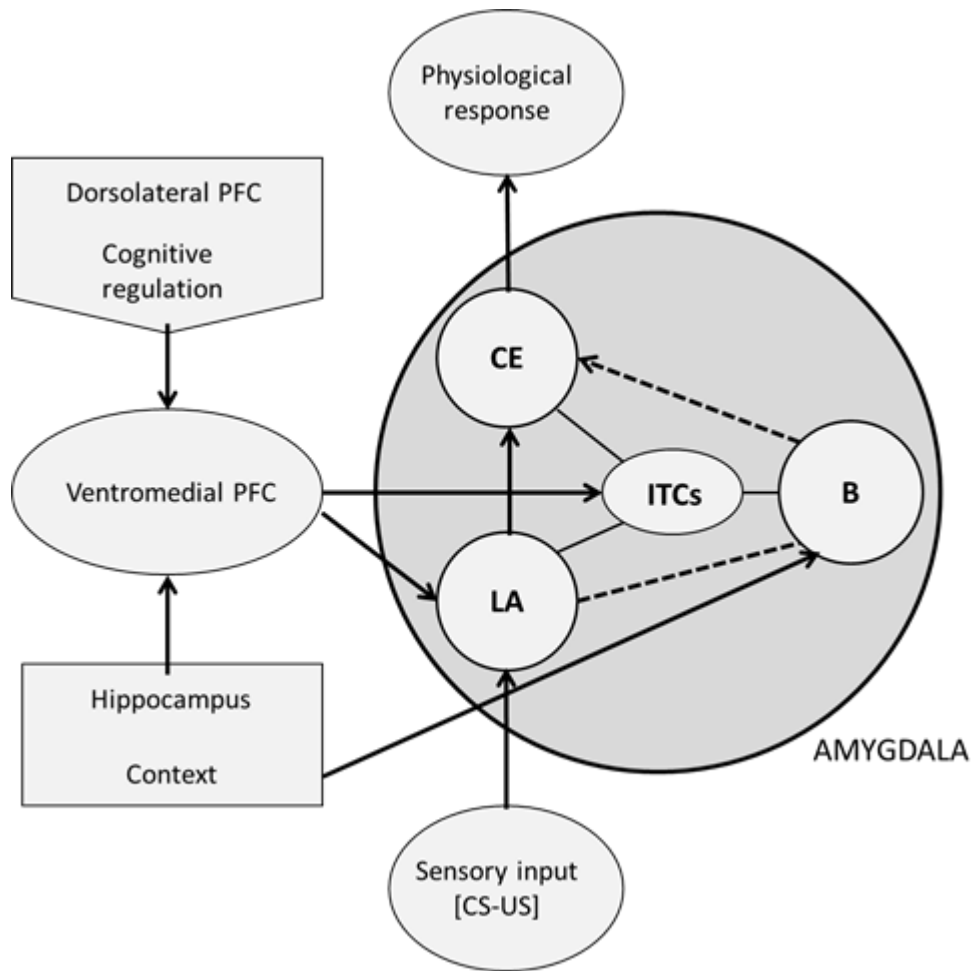 Physiological
response
Dorsolateral PFC
Cognitive
regulation
CE
Ventromedial PFC
ITCs
B
LA
Hippocampus
Context
AMYGDALA
Sensory input
[CS-US]